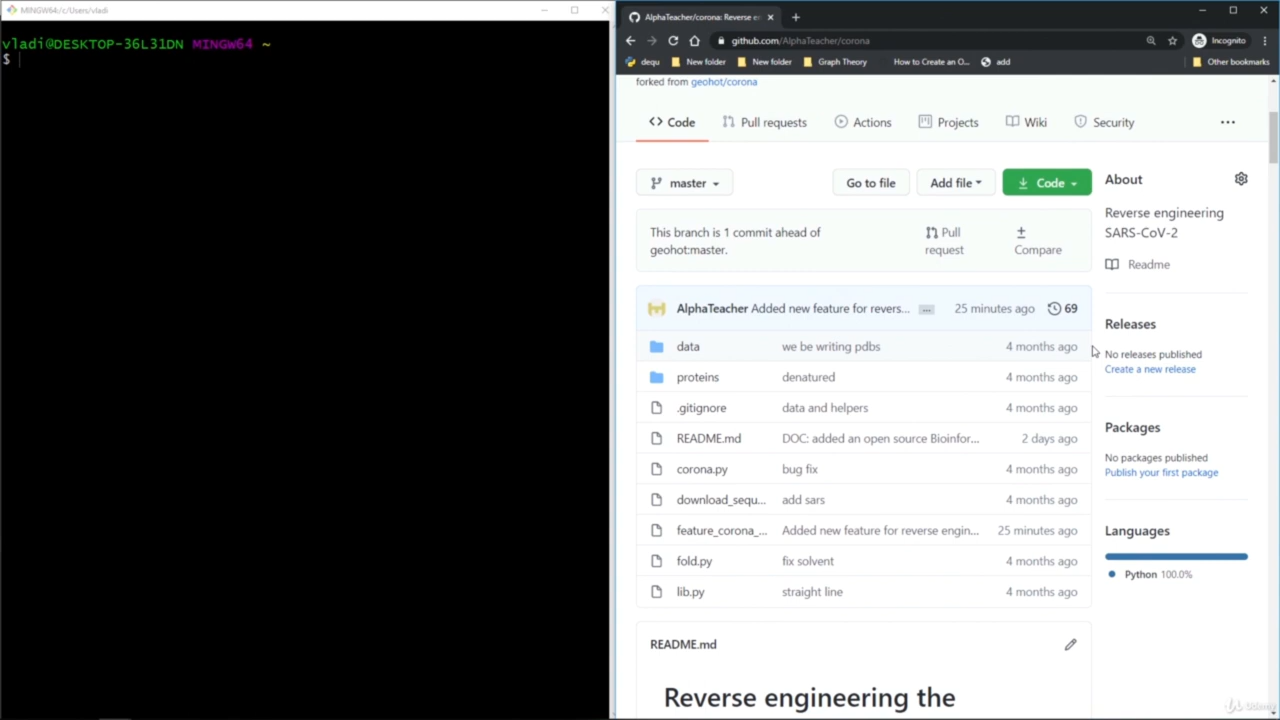 MINGW64:/c/Users/vladi
vladi@DESKTOP-36L31DN MINGW64 ~
$
AlphaTeacher/corona: Reverse e
github.com/AlphaTeacher/corona
Incognito
dequ
New folder
New folder
Graph Theory
How to Create an O...
add
Other bookmarks
forked from geohot/corona
Code
Pull requests
Actions
Projects
Wiki
Security
...
master
Go to file
Add file
Code
This branch is 1 commit ahead of
geohot:master.
Pull
request
Compare
AlphaTeacher Added new feature for revers... ... 25 minutes ago 69
data we be writing pdbs 4 months ago
proteins denatured 4 months ago
.gitignore data and helpers 4 months ago
README.md DOC: added an open source Bioinfor... 2 days ago
corona.py bug fix 4 months ago
download_sequ... add sars 4 months ago
feature_corona_... Added new feature for reverse engin... 25 minutes ago
fold.py fix solvent 4 months ago
lib.py straight line 4 months ago
README.md
Reverse engineering the
About
Reverse engineering
SARS-CoV-2
Readme
Releases
No releases published
Create a new release
Packages
No packages published
Publish your first package
Languages
Python 100.0%
Udemy